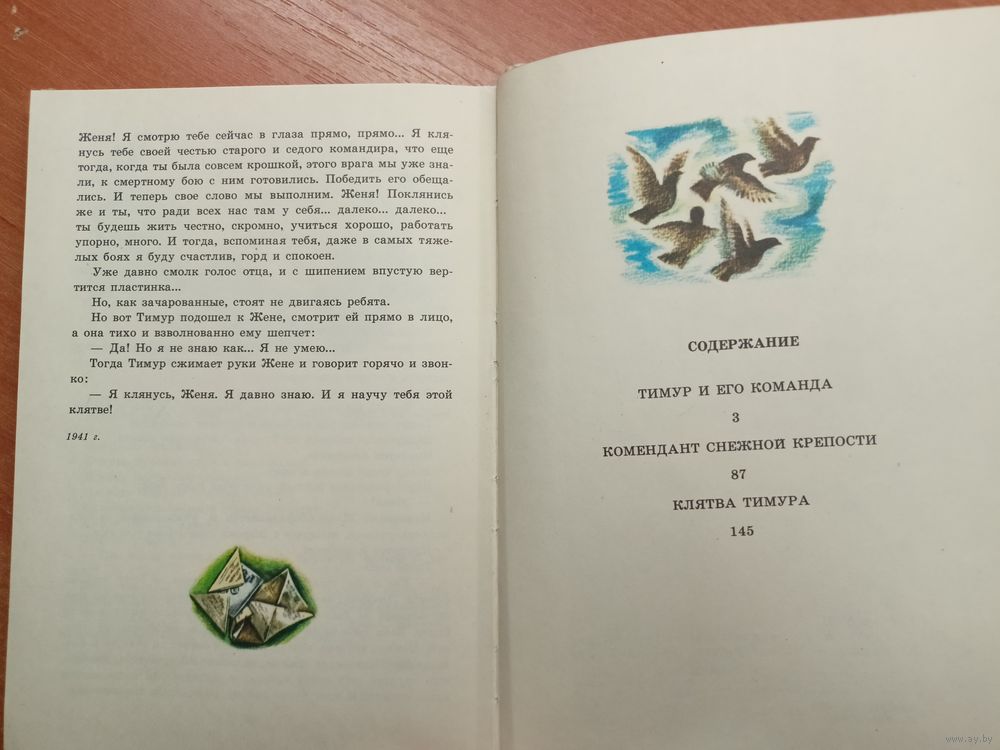 Женя! Я смотрю тебе сейчас в глаза прямо, прямо... Я кля-
нусь тебе своей честью старого и седого командира, что еще
тогда, когда ты была совсем крошкой, этого врага мы уже зна-
ли, к смертному бою с ним готовились. Победить его обеща-
лись. И теперь свое слово мы выполним. Женя! Поклянись
же и ты, что ради всех нас там у себя... далеко... далеко...
ты будешь жить честно, скромно, учиться хорошо, работать
упорно, много. И тогда, вспоминая тебя, даже в самых тяже-
лых боях я буду счастлив, горд и спокоен.
Уже давно смолк голос отца, и с шипением впустую вер-
тится пластинка...
Но, как зачарованные, стоят не двигаясь ребята.
Но вот Тимур подошел к Жене, смотрит ей прямо в лицо,
а она тихо и взволнованно ему шепчет:
— Да! Но я не знаю как... Я не умею...
Тогда Тимур сжимает руки Жене и говорит горячо и звон-
ко:
— Я клянусь, Женя. Я давно знаю. И я научу тебя этой
клятве!
1941 г.
СОДЕРЖАНИЕ
ТИМУР И ЕГО КОМАНДА
3
КОМЕНДАНТ СНЕЖНОЙ КРЕПОСТИ
87
КЛЯТВА ТИМУРА
145
www.ay.by